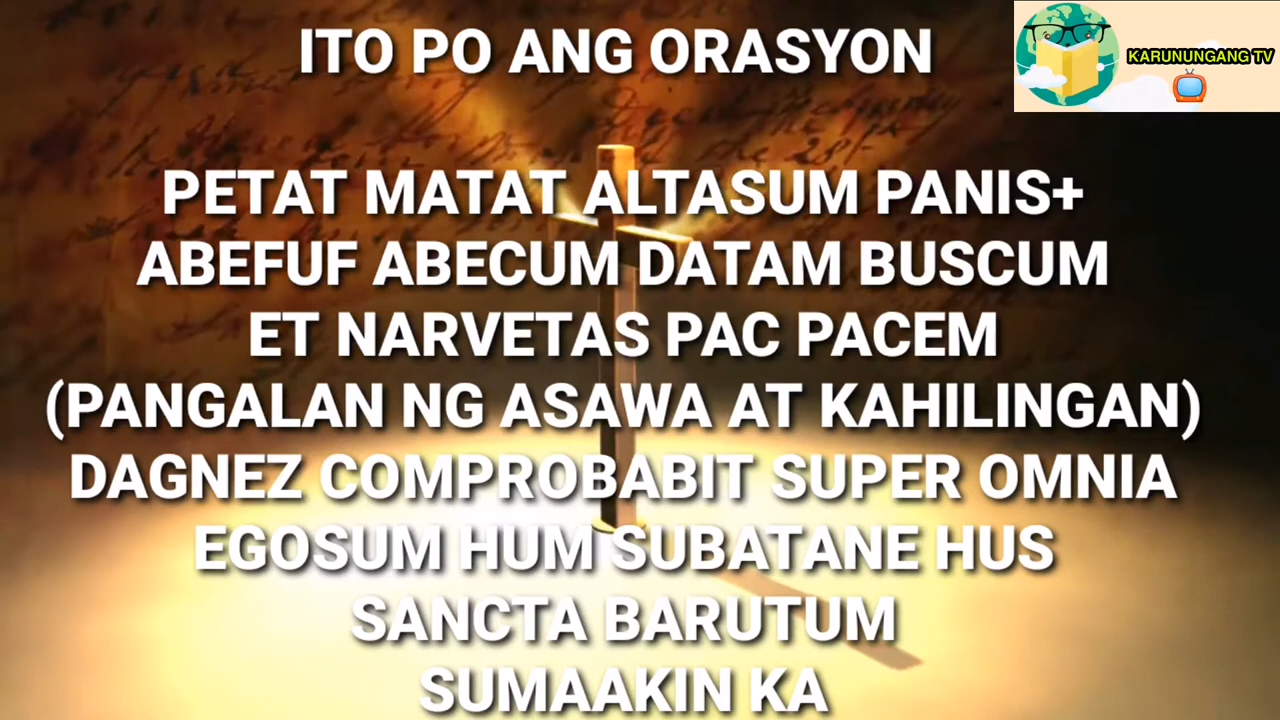 ITO PO ANG ORASYON
KARUNUNGANG TV
PETAT MATAT ALTASUM PANIS+
ABEFUF ABECUM DATAM BUSCUM
ET NARVETAS PAC PACEM
(PANGALAN NG ASAWA AT KAHILINGAN)
DAGNEZ COMPROBABIT SUPER OMNIA
EGOSUM HUM SUBATANE HUS
SANCTA BARUTUM
SUMAAKIN KA